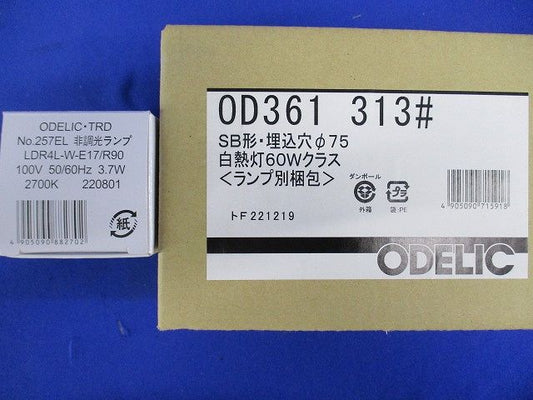 ODELIC・TRD
No.257EL 非調光ランプ
LDR4L-W-E17/R90
100V 50/60Hz 3.7W
2700K 220801
4 905090 882702
紙
OD361 313#
SB形・埋込穴φ75
白熱灯60Wクラス
<ランプ別梱包>
ダンボール
外箱
プラ
袋:PE
4 905090 715918
トF221219
ODELIC